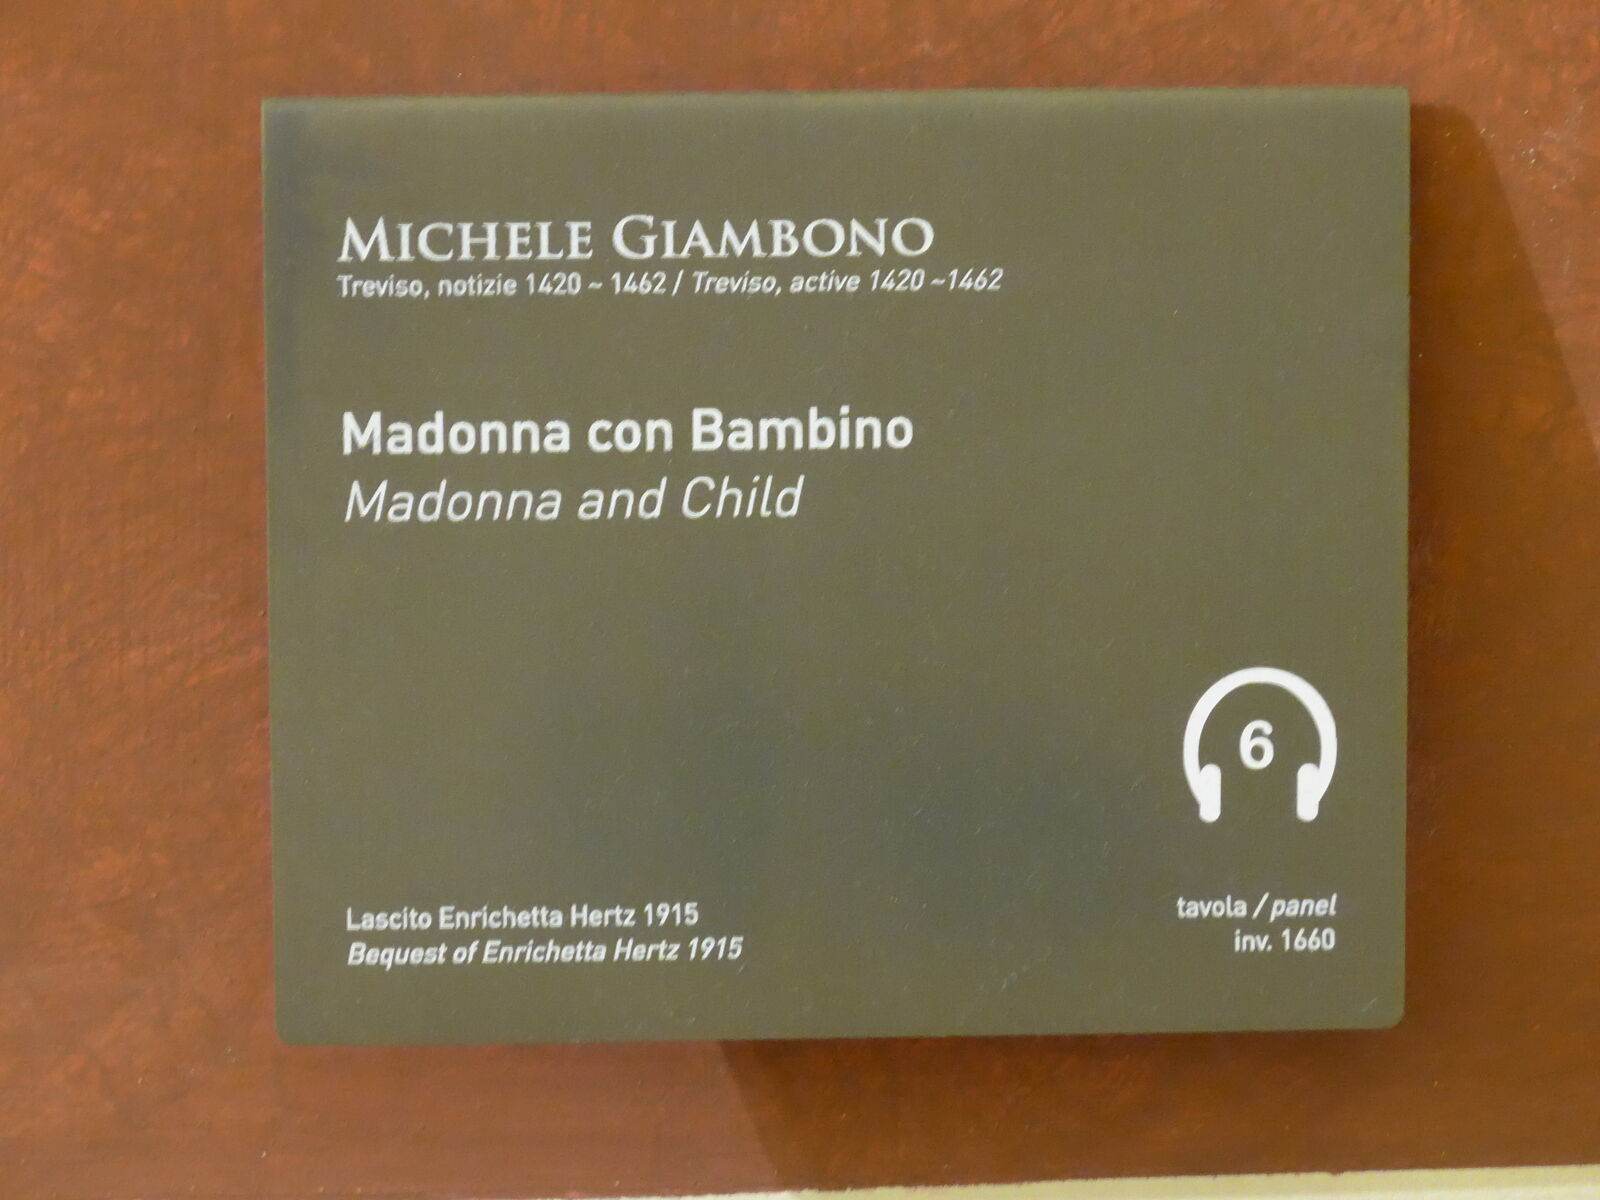 MICHELE GIAMBONO
Treviso, notizie 1420 ~ 1462 / Treviso, active 1420 ~1462
Madonna con Bambino
Madonna and Child
6
Lascito Enrichetta Hertz 1915
Bequest of Enrichetta Hertz 1915
tavola / panel
inv. 1660